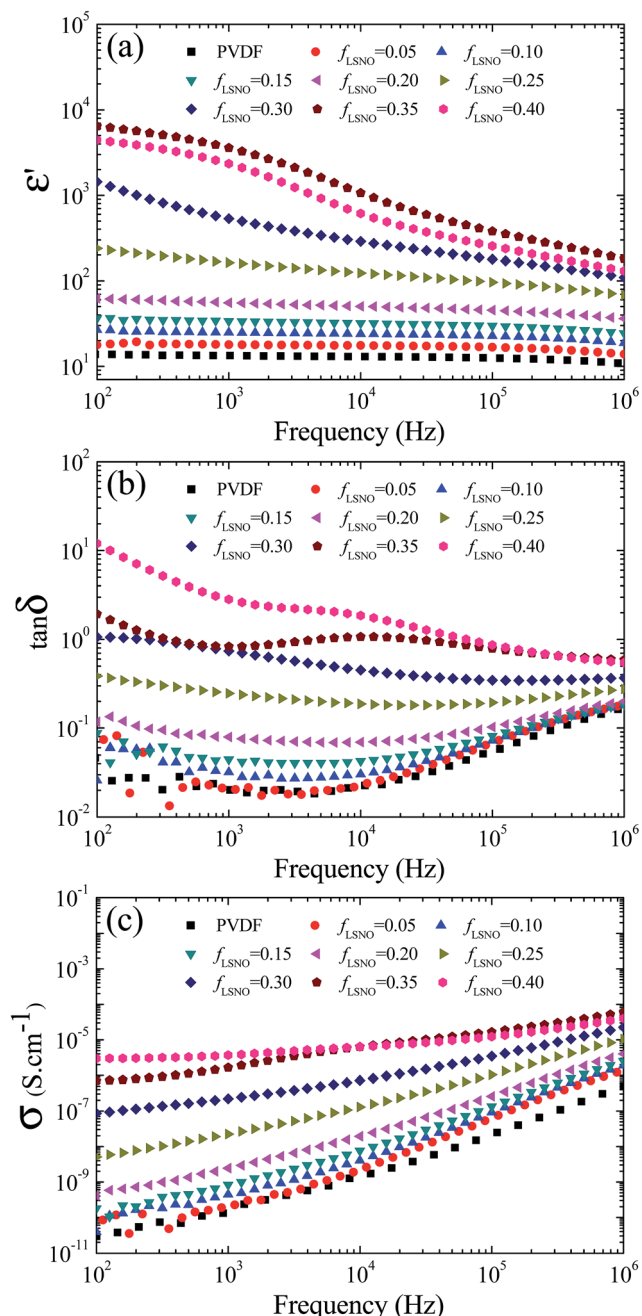 (a)
PVDF f_LSNO=0.05 f_LSNO=0.10
f_LSNO=0.15 f_LSNO=0.20 f_LSNO=0.25
f_LSNO=0.30 f_LSNO=0.35 f_LSNO=0.40
10^5
10^4
10^3
10^2
10^1
ε'
10^2 10^3 10^4 10^5 10^6
Frequency (Hz)
(b)
PVDF f_LSNO=0.05 f_LSNO=0.10
f_LSNO=0.15 f_LSNO=0.20 f_LSNO=0.25
f_LSNO=0.30 f_LSNO=0.35 f_LSNO=0.40
10^2
10^1
10^0
10^-1
10^-2
tanδ
10^2 10^3 10^4 10^5 10^6
Frequency (Hz)
(c)
PVDF f_LSNO=0.05 f_LSNO=0.10
f_LSNO=0.15 f_LSNO=0.20 f_LSNO=0.25
f_LSNO=0.30 f_LSNO=0.35 f_LSNO=0.40
10^-1
10^-3
10^-5
10^-7
10^-9
10^-11
σ (S.cm^-1)
10^2 10^3 10^4 10^5 10^6
Frequency (Hz)